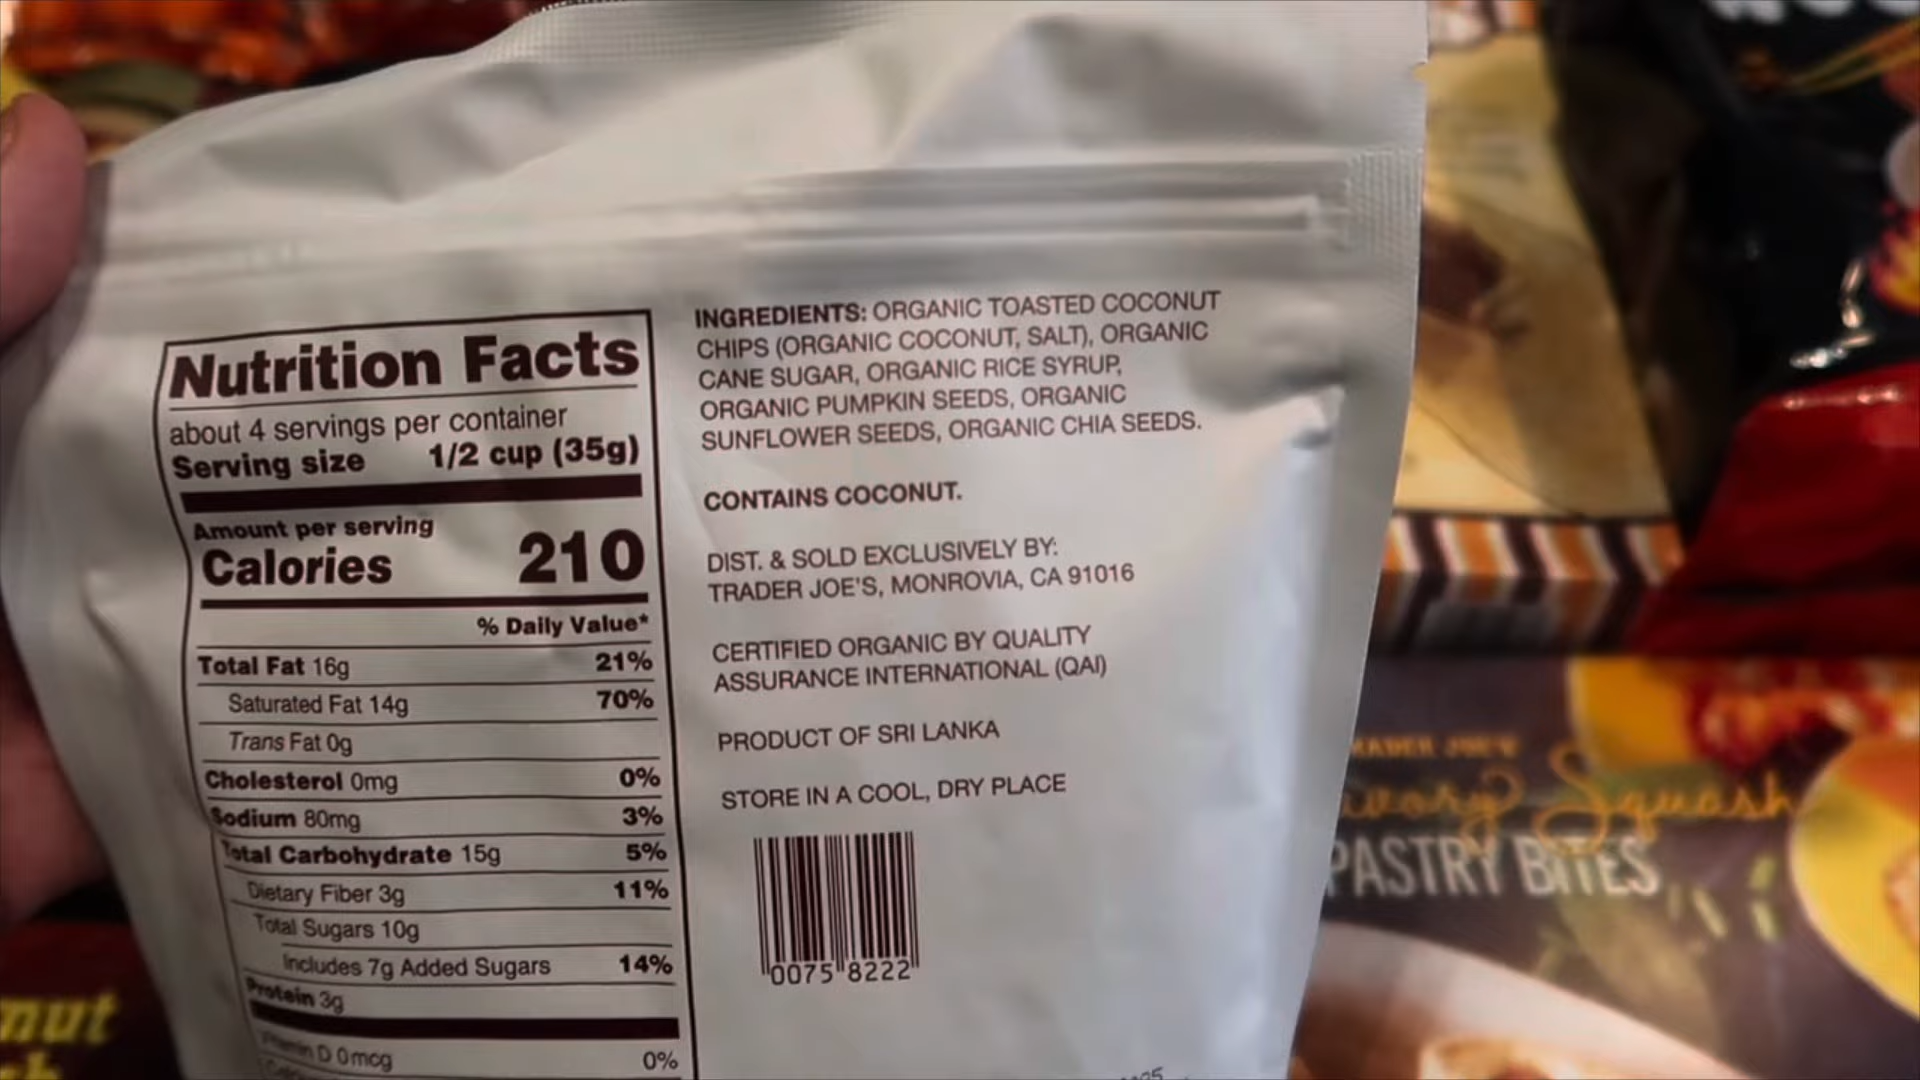 Nutrition Facts
about 4 servings per container
Serving size 1/2 cup (35g)
Amount per serving
Calories 210
% Daily Value*
Total Fat 16g 21%
Saturated Fat 14g 70%
Trans Fat 0g
Cholesterol 0mg 0%
Sodium 80mg 3%
Total Carbohydrate 15g 5%
Dietary Fiber 3g 11%
Total Sugars 10g
Includes 7g Added Sugars 14%
Protein 3g
Vitamin D 0mcg 0%
INGREDIENTS: ORGANIC TOASTED COCONUT
CHIPS (ORGANIC COCONUT, SALT), ORGANIC
CANE SUGAR, ORGANIC RICE SYRUP,
ORGANIC PUMPKIN SEEDS, ORGANIC
SUNFLOWER SEEDS, ORGANIC CHIA SEEDS.
CONTAINS COCONUT.
DIST. & SOLD EXCLUSIVELY BY:
TRADER JOE'S, MONROVIA, CA 91016
CERTIFIED ORGANIC BY QUALITY
ASSURANCE INTERNATIONAL (QAI)
PRODUCT OF SRI LANKA
STORE IN A COOL, DRY PLACE
0075 8222
TRADER JOE'S
Squash
PASTRY BITES
nut